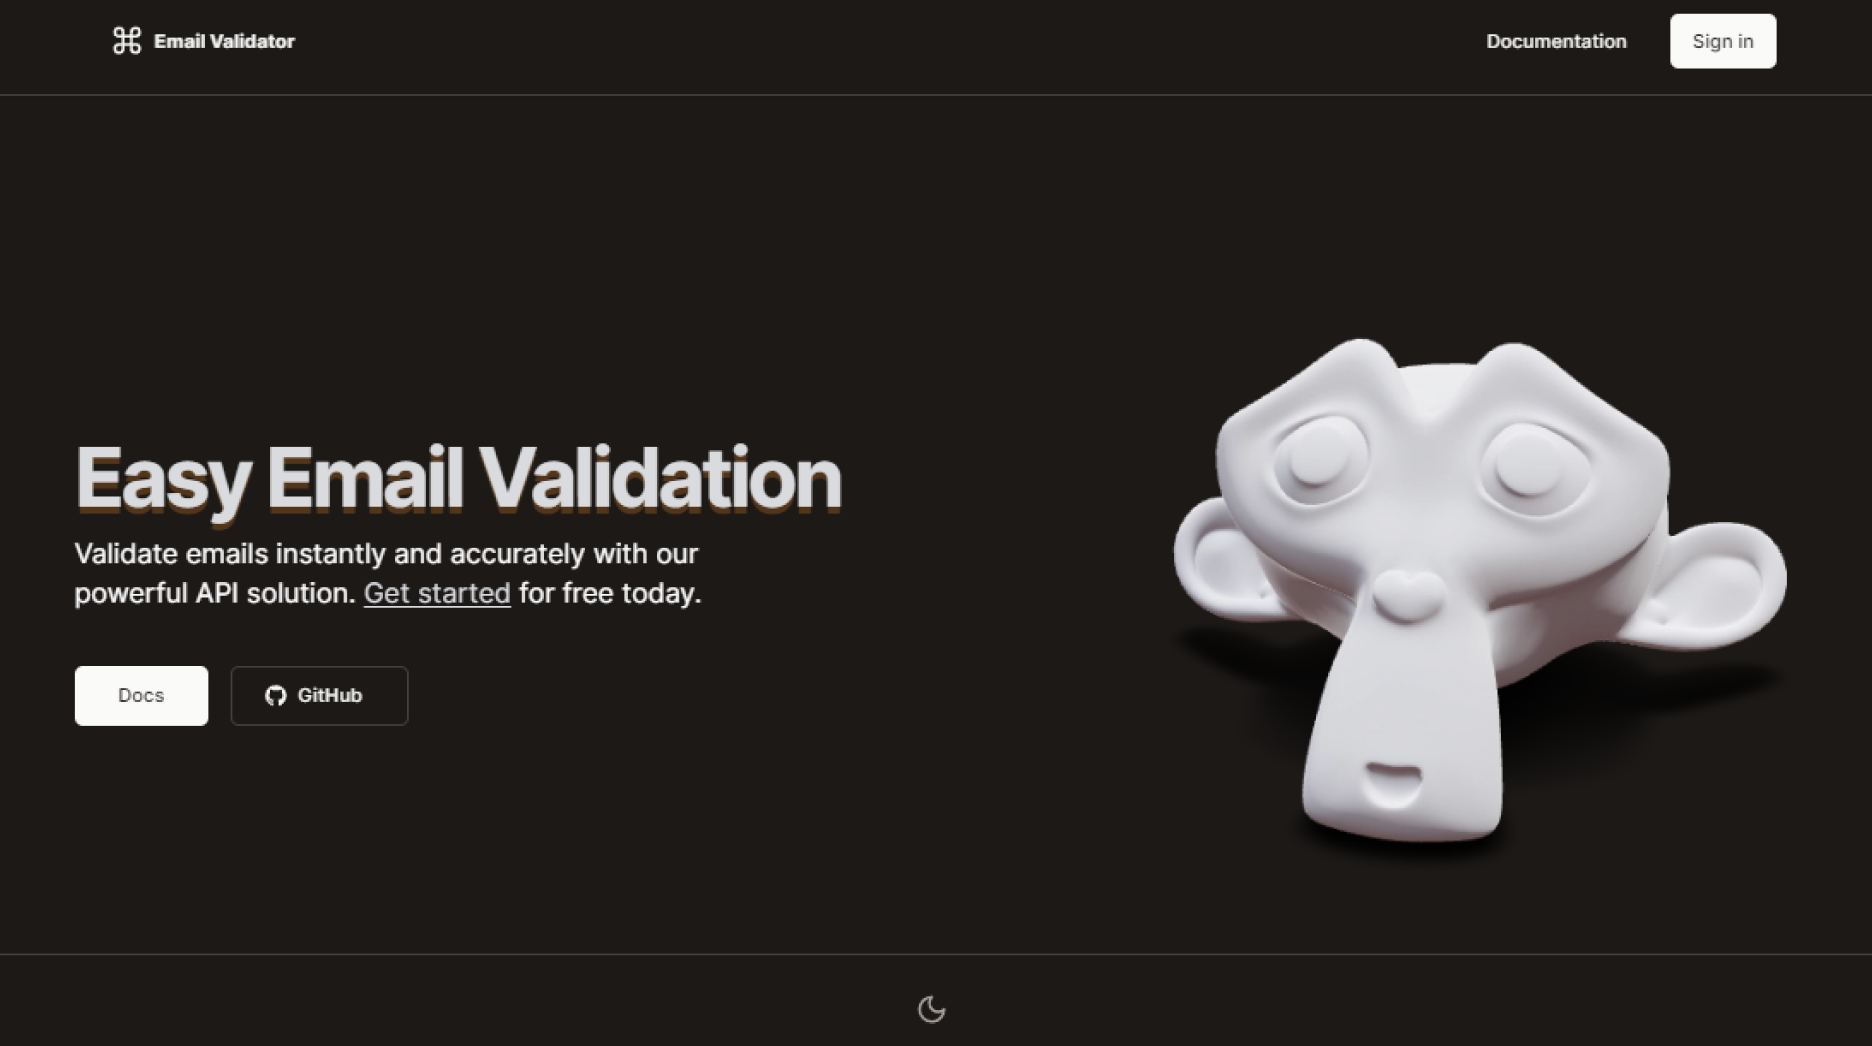 Email Validator
Documentation
Sign in
Easy Email Validation
Validate emails instantly and accurately with our
powerful API solution. Get started for free today.
Docs
GitHub